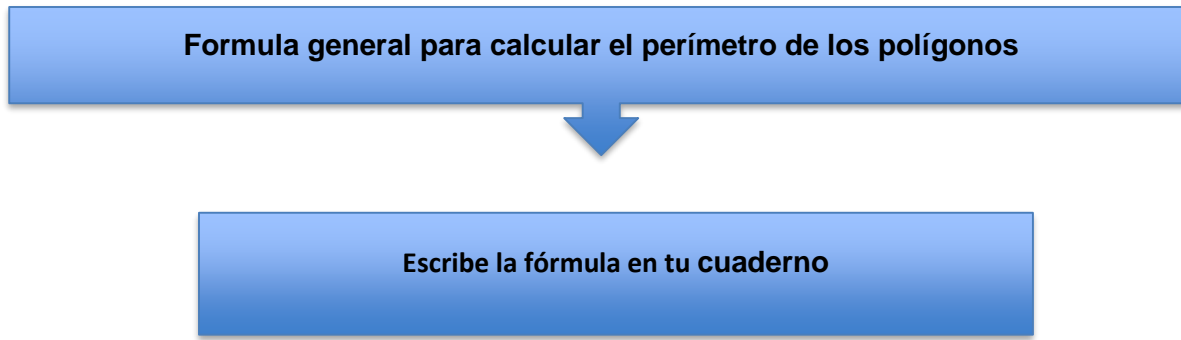 Formula general para calcular el perímetro de los polígonos
Escribe la fórmula en tu cuaderno